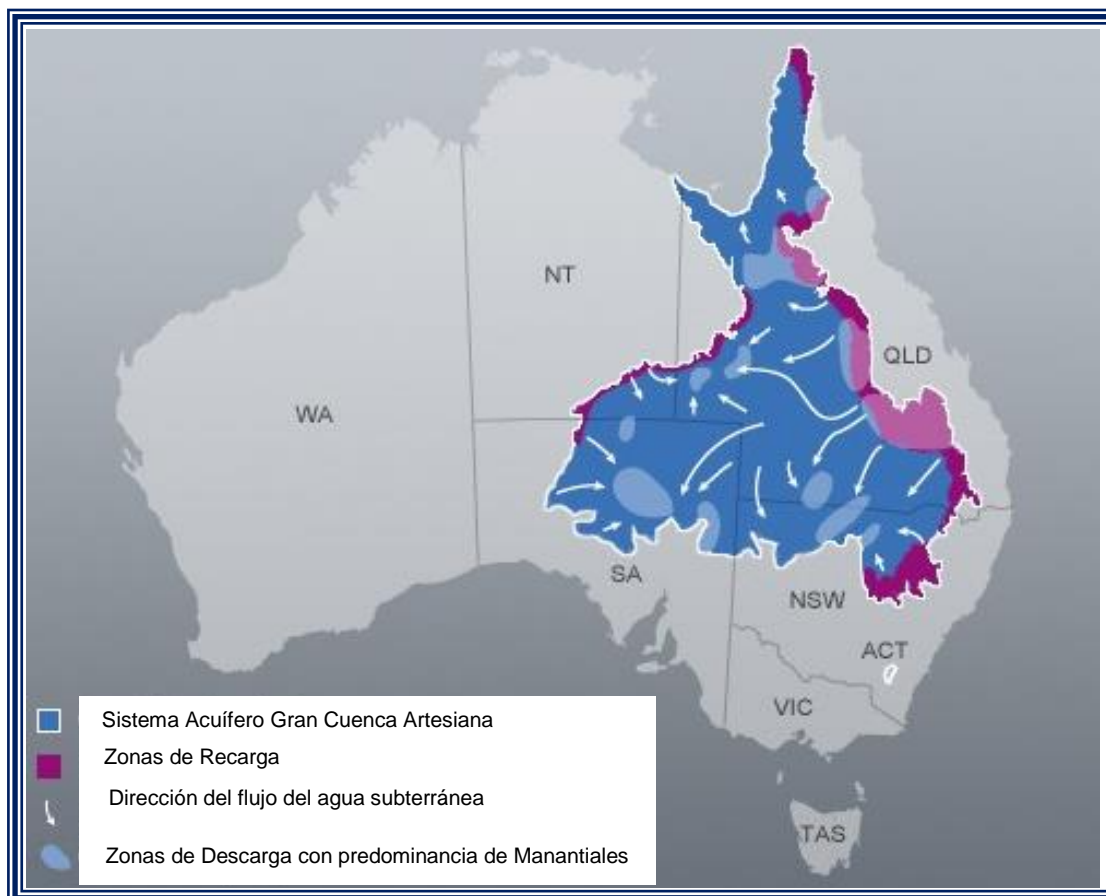 NT
QLD
WA
SA
NSW
ACT
VIC
TAS
Sistema Acuífero Gran Cuenca Artesiana
Zonas de Recarga
Dirección del flujo del agua subterránea
Zonas de Descarga con predominancia de Manantiales